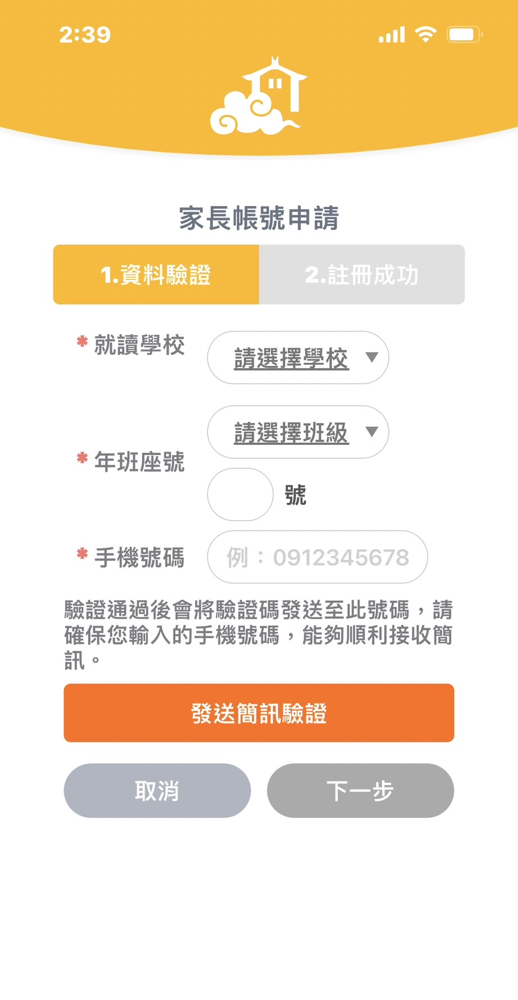 2:39
家長帳號申請
1.資料驗證
2.註冊成功
* 就讀學校
請選擇學校 ▼
請選擇班級 ▼
* 年班座號
號
* 手機號碼
例：0912345678
驗證通過後會將驗證碼發送至此號碼，請
確保您輸入的手機號碼，能夠順利接收簡
訊。
發送簡訊驗證
取消
下一步